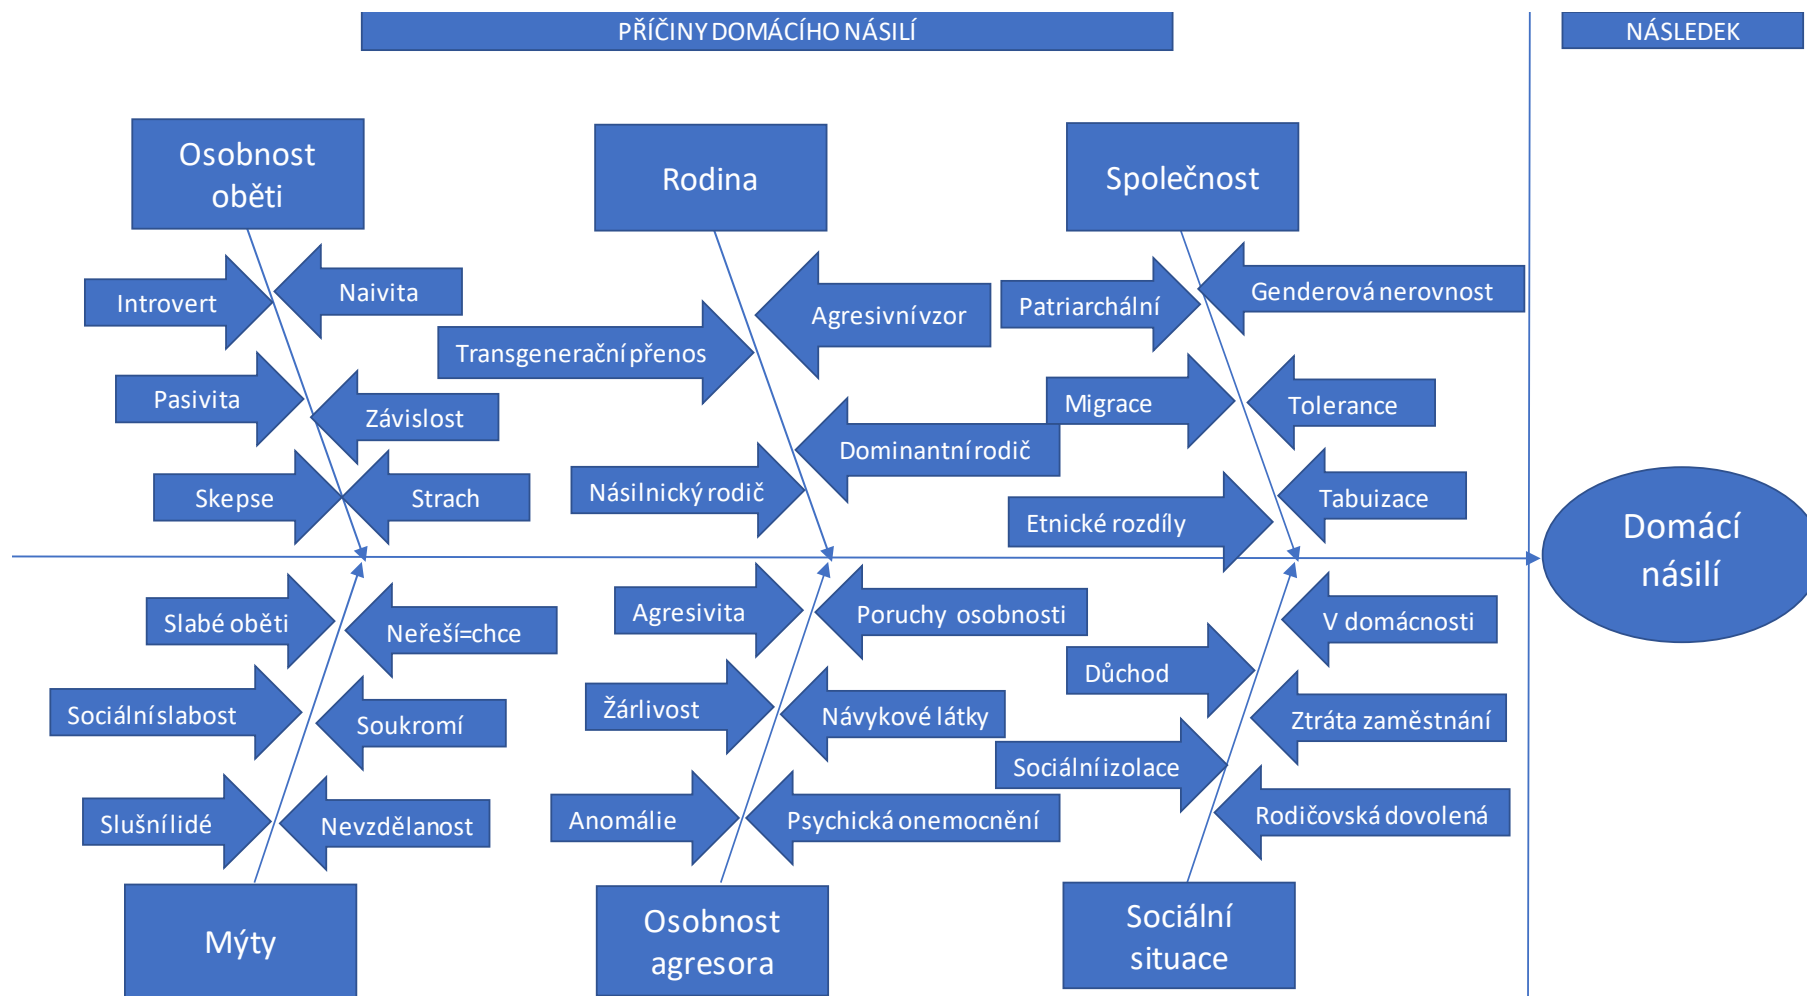 PŘÍČINY DOMÁCÍHO NÁSILÍ
NÁSLEDEK
Osobnost
oběti
Rodina
Společnost
Introvert
Naivita
Pasivita
Závislost
Skepse
Strach
Transgenerační přenos
Agresivní vzor
Násilnický rodič
Dominantní rodič
Patriarchální
Genderová nerovnost
Migrace
Tolerance
Etnické rozdíly
Tabuizace
Domácí
násilí
Slabé oběti
Neřeší=chce
Sociální slabost
Soukromí
Slušní lidé
Nevzdělanost
Agresivita
Poruchy osobnosti
Žárlivost
Návykové látky
Anomálie
Psychická onemocnění
V domácnosti
Důchod
Ztráta zaměstnání
Sociální izolace
Rodičovská dovolená
Mýty
Osobnost
agresora
Sociální
situace